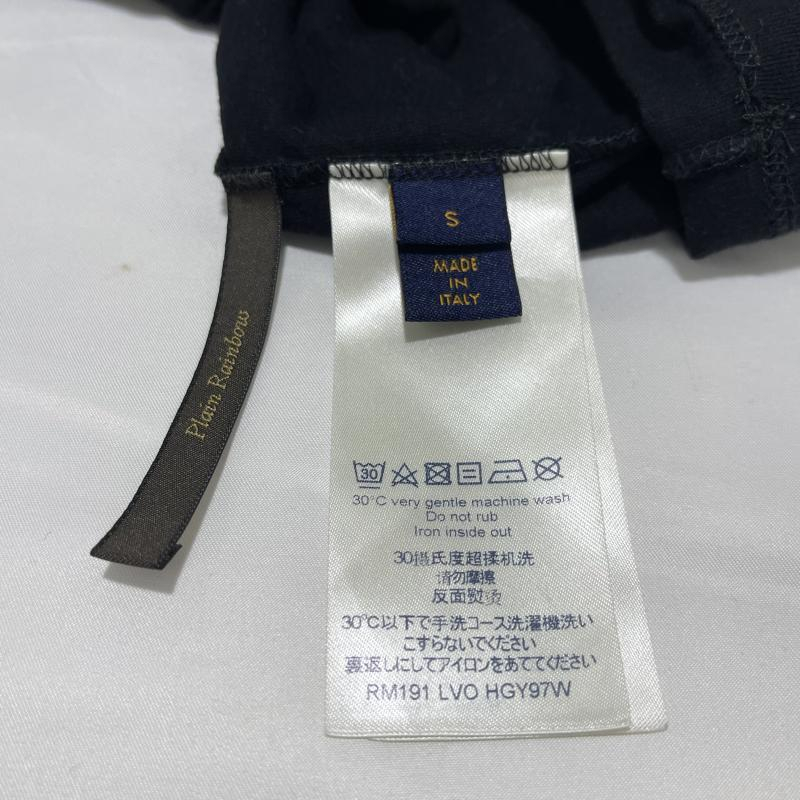 S
MADE
IN
ITALY
Plain Rainbow
30
30°C very gentle machine wash
Do not rub
Iron inside out
30摄氏度超揉机洗
请勿摩擦
反面熨烫
30°C以下で手洗コース洗濯機洗い
こすらないでください
裏返しにしてアイロンをあててください
RM191 LVO HGY97W